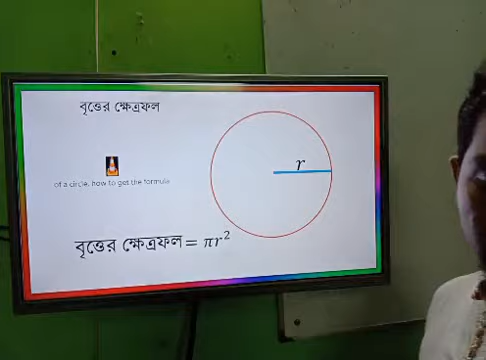 বৃত্তের ক্ষেত্রফল
r
of a circle, how to get the formula
বৃত্তের ক্ষেত্রফল = πr²